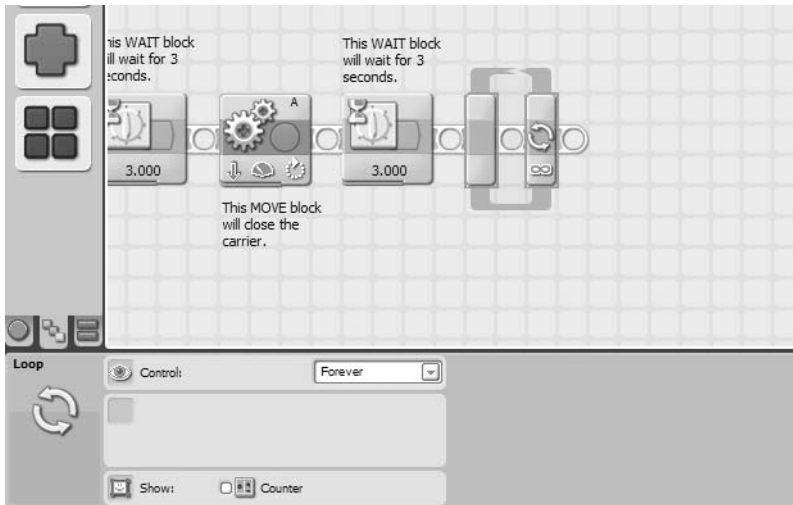 his WAIT block
ill wait for 3
econds.
This WAIT block
will wait for 3
seconds.
A
3.000
3.000
This MOVE block
will close the
carrier.
Loop
Control:
Forever
Show:
Counter